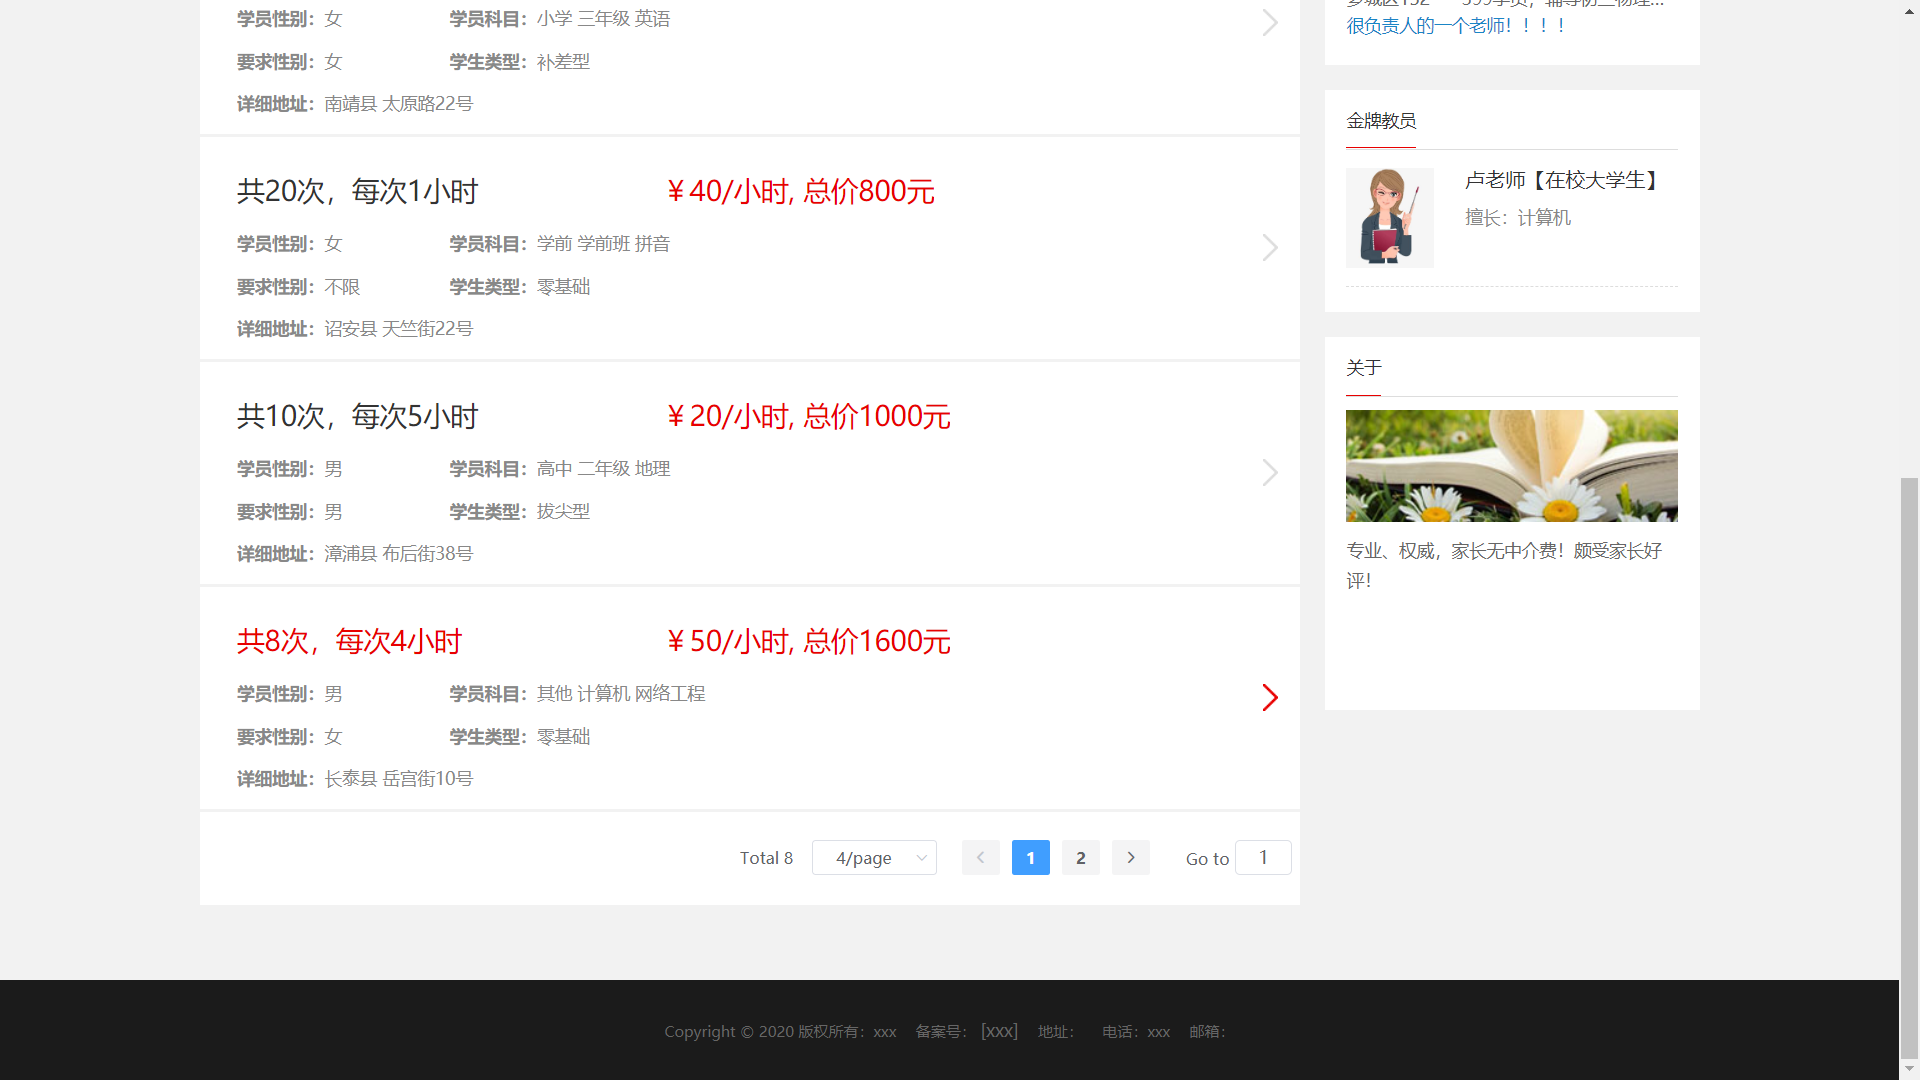 学员性别：女
学员科目：小学 三年级 英语
要求性别：女
学生类型：补差型
详细地址：南靖县 太原路22号
共20次，每次1小时
￥40/小时, 总价800元
学员性别：女
学员科目：学前 学前班 拼音
要求性别：不限
学生类型：零基础
详细地址：诏安县 天竺街22号
共10次，每次5小时
￥20/小时, 总价1000元
学员性别：男
学员科目：高中 二年级 地理
要求性别：男
学生类型：拔尖型
详细地址：漳浦县 布后街38号
共8次，每次4小时
￥50/小时, 总价1600元
学员性别：男
学员科目：其他 计算机 网络工程
要求性别：女
学生类型：零基础
详细地址：长泰县 岳宫街10号
Total 8
4/page
1
2
Go to 1
很负责人的一个老师！！！！
金牌教员
卢老师【在校大学生】
擅长：计算机
关于
专业、权威，家长无中介费！颇受家长好
评！
Copyright © 2020 版权所有：xxx 备案号： [xxx] 地址： 电话：xxx 邮箱：